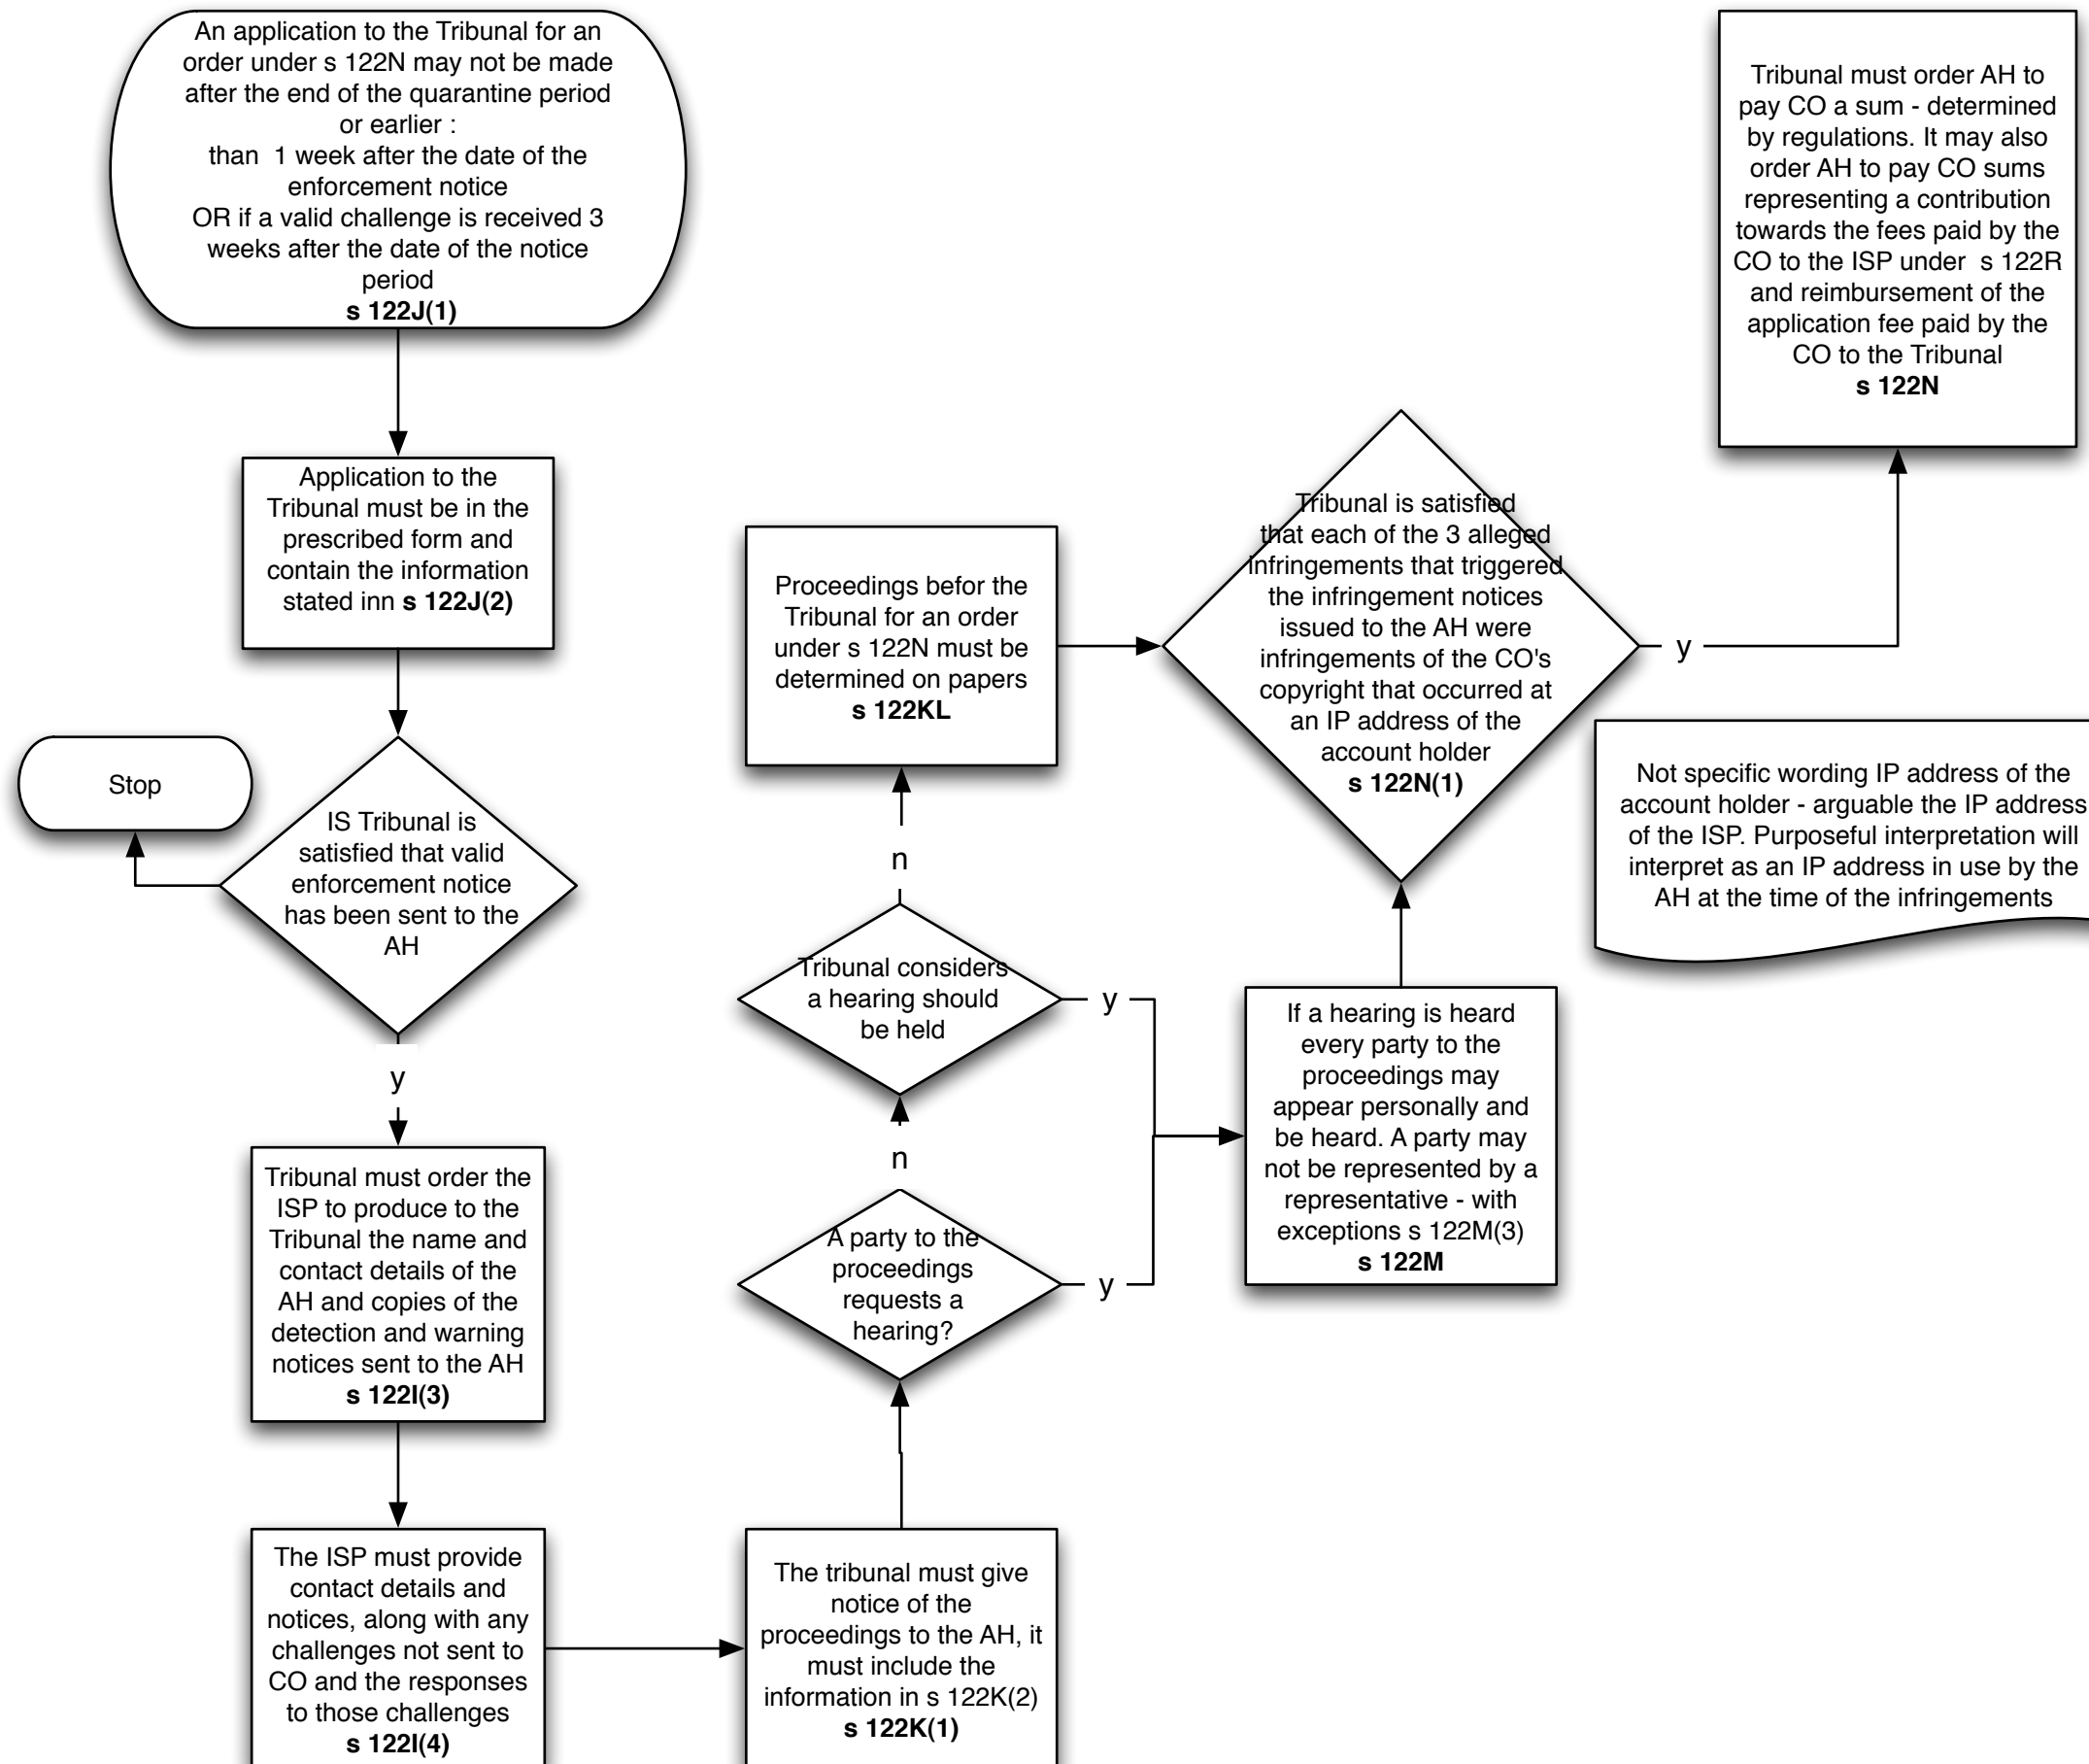 An application to the Tribunal for an
order under s 122N may not be made
after the end of the quarantine period
or earlier :
than 1 week after the date of the
enforcement notice
OR if a valid challenge is received 3
weeks after the date of the notice
period
s 122J(1)
Application to the
Tribunal must be in the
prescribed form and
contain the information
stated inn s 122J(2)
Stop
IS Tribunal is
satisfied that valid
enforcement notice
has been sent to the
AH
y
Tribunal must order the
ISP to produce to the
Tribunal the name and
contact details of the
AH and copies of the
detection and warning
notices sent to the AH
s 122I(3)
The ISP must provide
contact details and
notices, along with any
challenges not sent to
CO and the responses
to those challenges
s 122I(4)
The tribunal must give
notice of the
proceedings to the AH, it
must include the
information in s 122K(2)
s 122K(1)
A party to the
proceedings
requests a
hearing?
y
n
Tribunal considers
a hearing should
be held
y
n
Proceedings befor the
Tribunal for an order
under s 122N must be
determined on papers
s 122KL
If a hearing is heard
every party to the
proceedings may
appear personally and
be heard. A party may
not be represented by a
representative - with
exceptions s 122M(3)
s 122M
Tribunal is satisfied
that each of the 3 alleged
infringements that triggered
the infringement notices
issued to the AH were
infringements of the CO's
copyright that occurred at
an IP address of the
account holder
s 122N(1)
y
Tribunal must order AH to
pay CO a sum - determined
by regulations. It may also
order AH to pay CO sums
representing a contribution
towards the fees paid by the
CO to the ISP under s 122R
and reimbursement of the
application fee paid by the
CO to the Tribunal
s 122N
Not specific wording IP address of the
account holder - arguable the IP address
of the ISP. Purposeful interpretation will
interpret as an IP address in use by the
AH at the time of the infringements